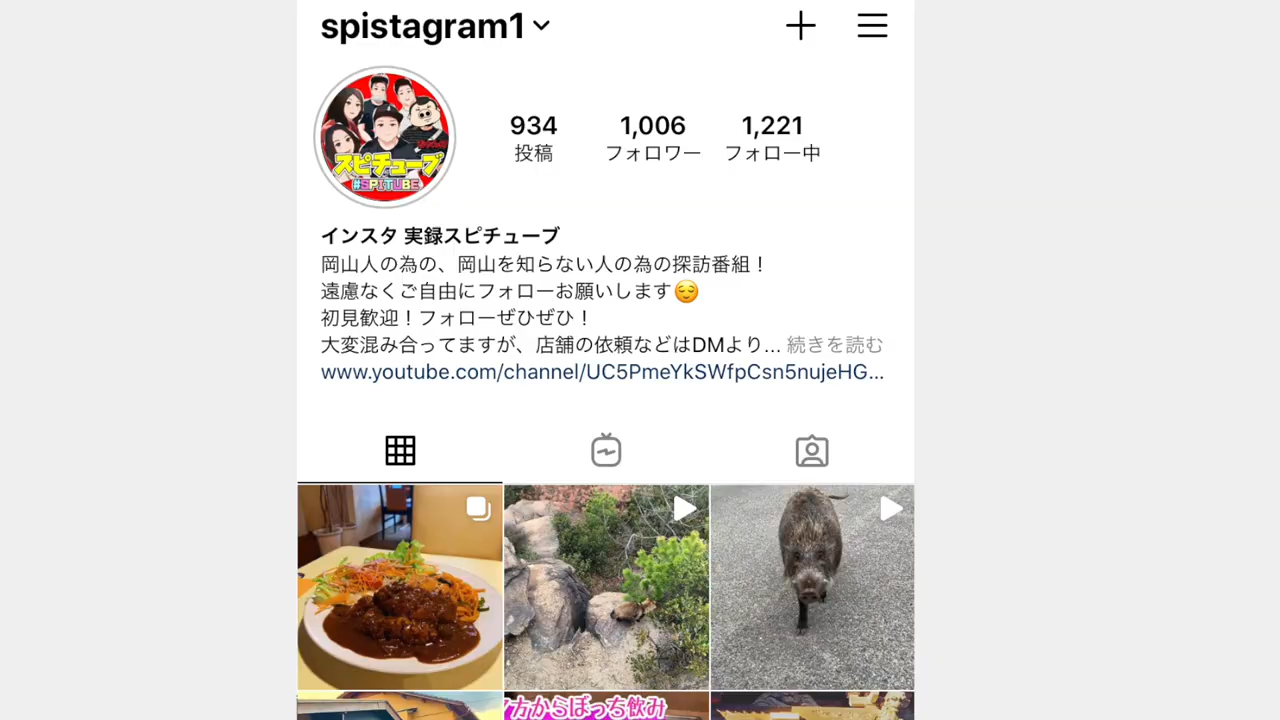 spistagram1
934
投稿
1,006
フォロワー
1,221
フォロー中
スピチューブ
#SPITUBE
インスタ 実録スピチューブ
岡山人の為の、岡山を知らない人の為の探訪番組！
遠慮なくご自由にフォローお願いします😌
初見歓迎！フォローぜひぜひ！
大変混み合ってますが、店舗の依頼などはDMより... 続きを読む
www.youtube.com/channel/UC5PmeYkSWfpCsn5nujeHG...
方からぼっち飲み